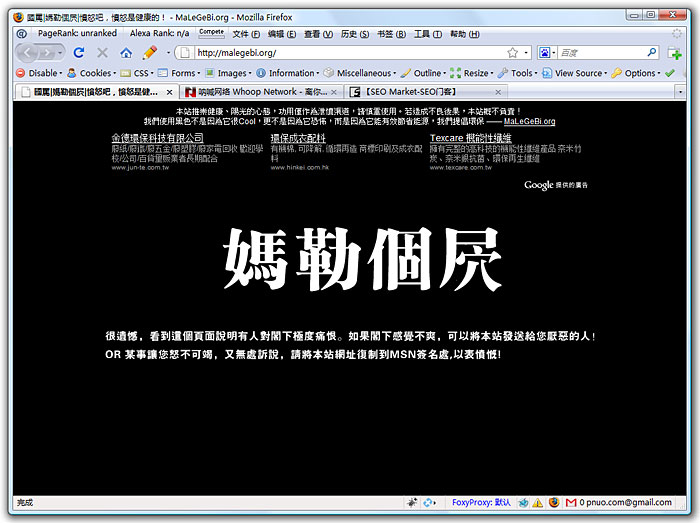 國罵|媽勒個屄|憤怒吧，憤怒是健康的！ - MaLeGeBi.org - Mozilla Firefox
PageRank: unranked Alexa Rank: n/a Compete 文件 (F) 编辑 (E) 查看 (V) 历史 (S) 书签 (B) 工具 (T) 帮助 (H)
http://malegebi.org/ 百度
Disable Cookies CSS Forms Images Information Miscellaneous Outline Resize Tools View Source Options
國罵|媽勒個屄|憤怒吧，憤怒是健... 呐喊网络 Whoop Network - 离你... 【SEO Market-SEO门客】
本站推崇健康、陽光的心態，功用僅作為泄憤渠道，請慎重使用。若造成不良後果，本站概不負責！
我們使用黑色不是因為它很Cool，更不是因為它恐怖，而是因為它能有效節省能源，我們提倡環保 —— MaLeGeBi.org
金德環保科技有限公司 環保成衣配料 Texcare 機能性纖維
廢紙/廢鐵/廢五金/廢塑膠/廢家電回收 歡迎學 有機棉, 可降解, 循環再造 商標印刷及成衣配 擁有完整的高科技的機能性纖維產品 奈米竹
校/公司/百貨量販業者長期配合 料 炭、奈米銀抗菌、環保再生纖維
www.jun-te.com.tw www.hinkei.com.hk www.texcare.com.tw
Google 提供的廣告
媽勒個屄
很遺憾，看到這個頁面說明有人對閣下極度痛恨。如果閣下感覺不爽，可以將本站發送給您厭惡的人！
OR 某事讓您怒不可竭，又無處訴說，請將本站網址復制到MSN簽名處,以表憤慨!
完成 FoxyProxy: 默认 0 pnuo.com@gmail.com